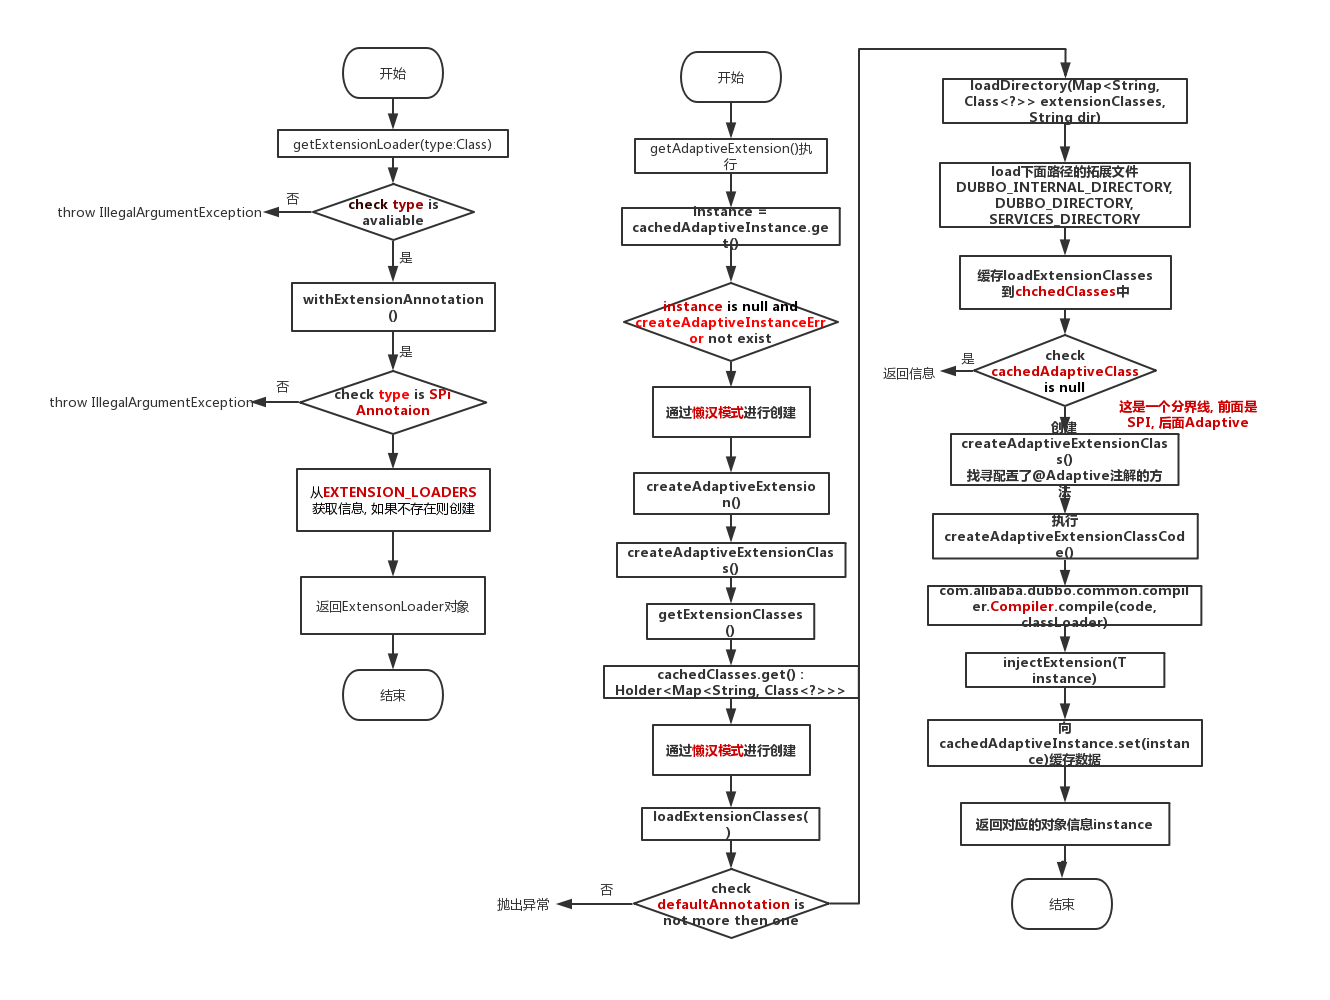 开始
getExtensionLoader(type:Class)
否
throw IllegalArgumentException
check type is
avaliable
是
withExtensionAnnotation
()
是
否
throw IllegalArgumentException
check type is SPI
Annotaion
从EXTENSION_LOADERS
获取信息, 如果不存在则创建
返回ExtensonLoader对象
结束
开始
getAdaptiveExtension()执
行
instance =
cachedAdaptiveInstance.ge
t()
instance is null and
createAdaptiveInstanceErr
or not exist
通过懒汉模式进行创建
createAdaptiveExtensio
n()
createAdaptiveExtensionClas
s()
getExtensionClasses
()
cachedClasses.get() :
Holder<Map<String, Class<?>>>
通过懒汉模式进行创建
loadExtensionClasses(
)
否
抛出异常
check
defaultAnnotation is
not more then one
loadDirectory(Map<String,
Class<?>> extensionClasses,
String dir)
load下面路径的拓展文件
DUBBO_INTERNAL_DIRECTORY,
DUBBO_DIRECTORY,
SERVICES_DIRECTORY
缓存loadExtensionClasses
到chchedClasses中
是
返回信息
check
cachedAdaptiveClass
is null
这是一个分界线, 前面是
SPI, 后面Adaptive
创建
createAdaptiveExtensionClas
s()
找寻配置了@Adaptive注解的方
法
执行
createAdaptiveExtensionClassCod
e()
com.alibaba.dubbo.common.compil
er.Compiler.compile(code,
classLoader)
injectExtension(T
instance)
向
cachedAdaptiveInstance.set(instan
ce)缓存数据
返回对应的对象信息instance
结束